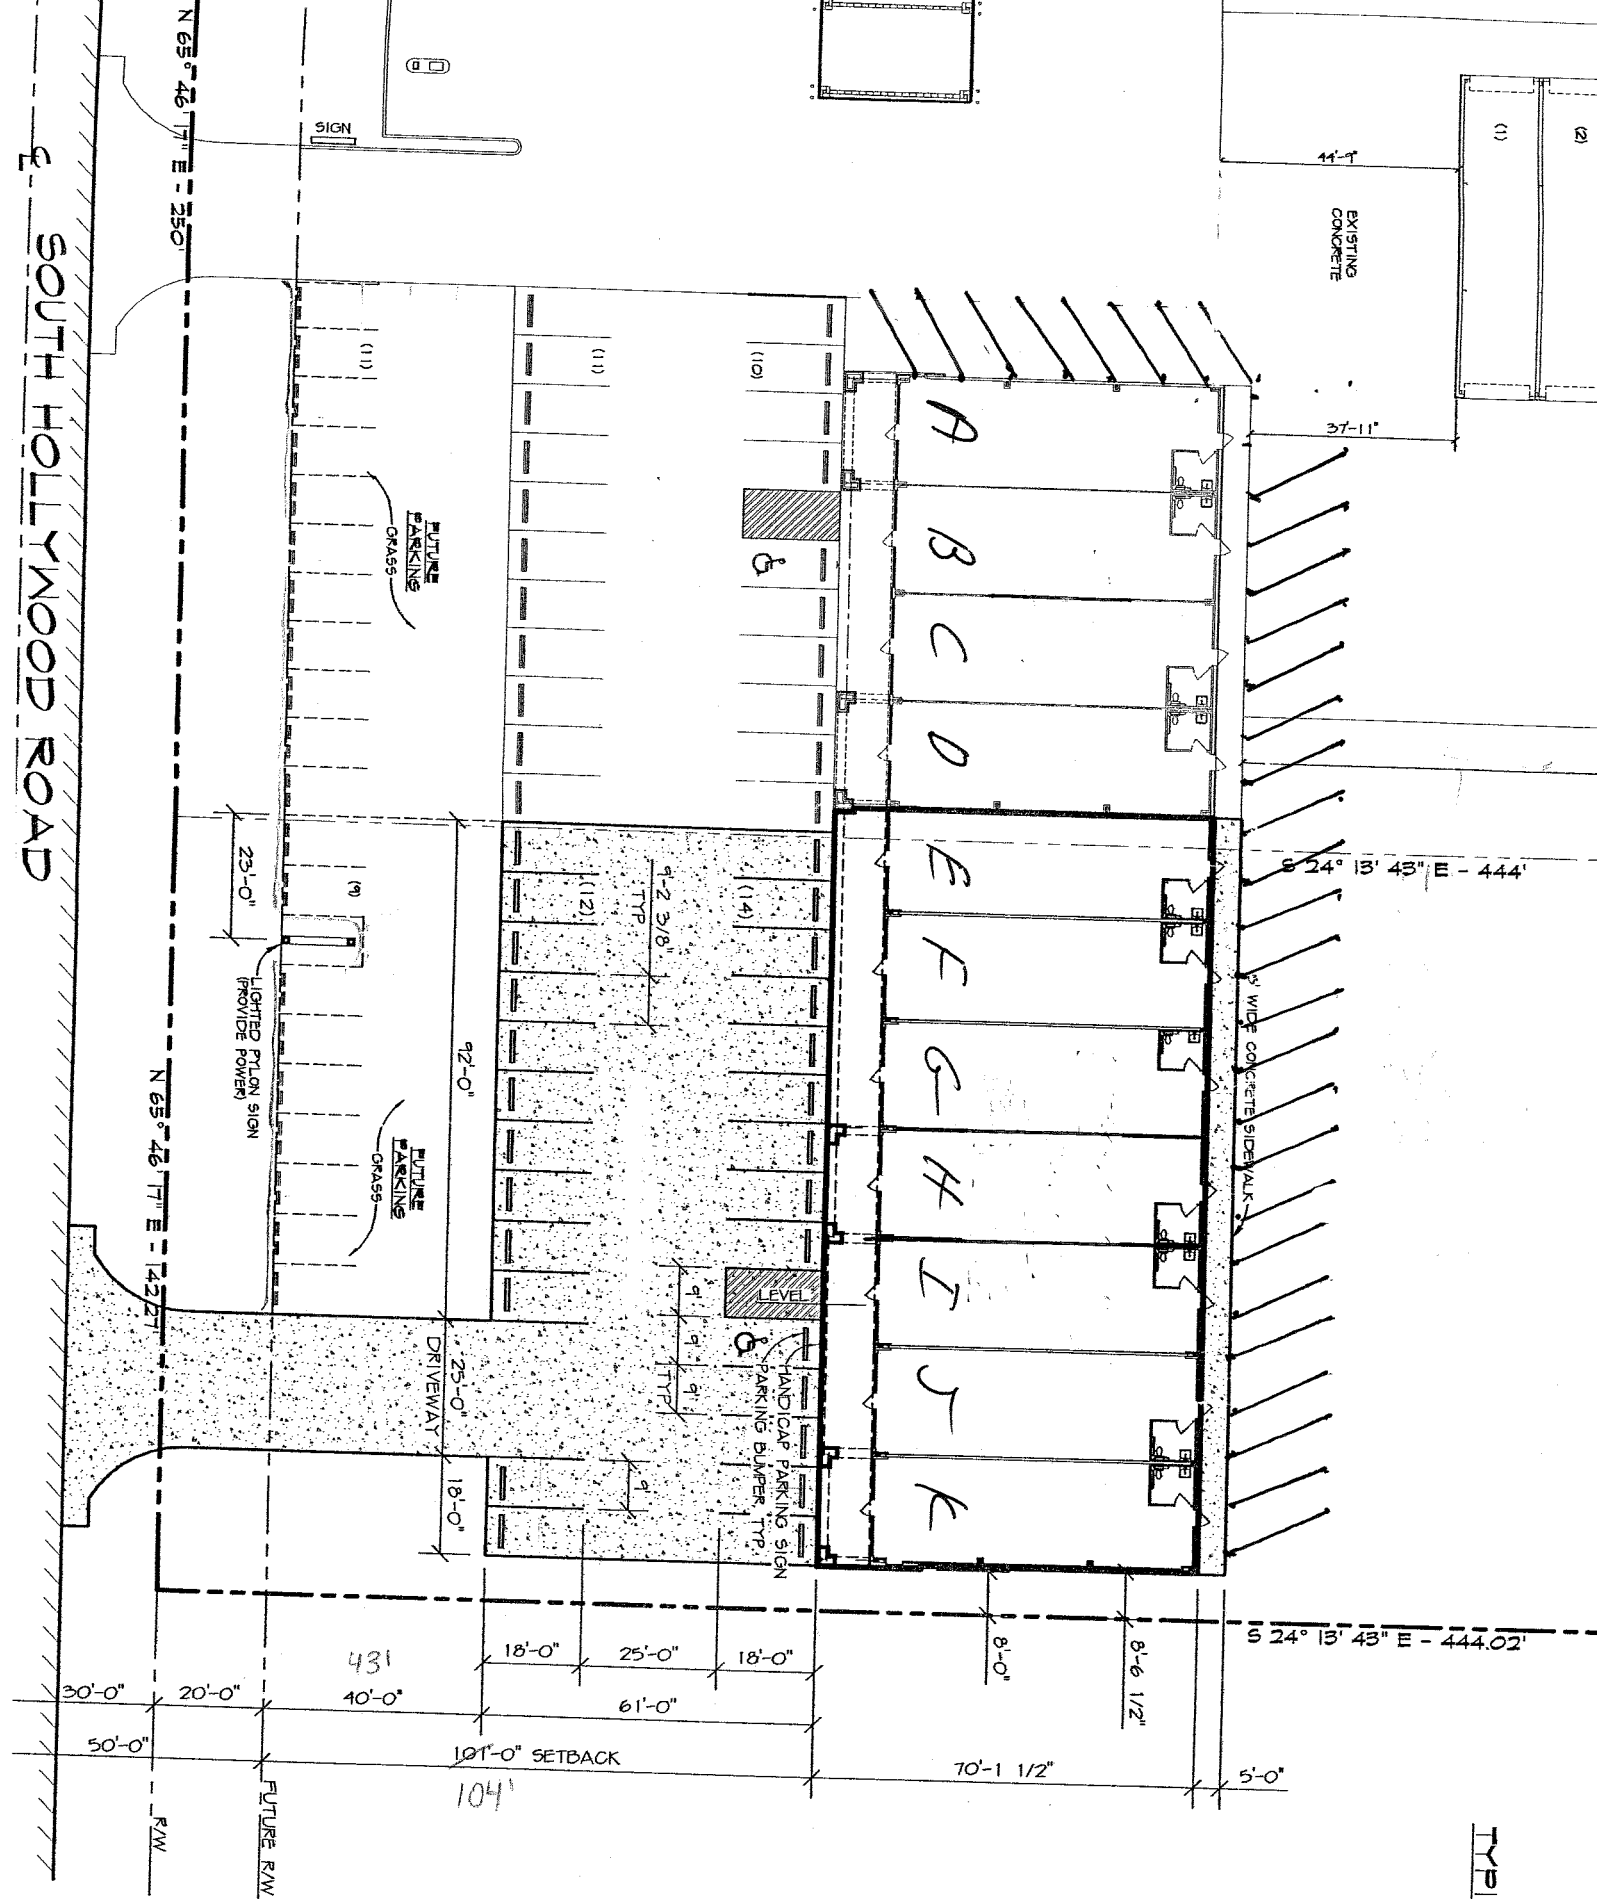 SOUTH HOLLYWOOD ROAD
N 65° 46' 17" E - 250'
SIGN
(1)
(2)
44'-9"
EXISTING
CONCRETE
37'-11"
(11)
(11)
(10)
FUTURE
PARKING
GRASS
A
B
C
D
E
F
G
H
I
J
K
23'-0"
(9)
LIGHTED PYLON SIGN
(PROVIDE POWER)
92'-0"
(12)
9-2 3/8"
TYP
(14)
S 24° 13' 43" E - 444'
5' WIDE CONCRETE SIDEWALK
FUTURE
PARKING
GRASS
N 65° 46' 17" E - 142.27'
DRIVEWAY
25'-0"
18'-0"
9'
9'
9'
TYP
9'
LEVEL
HANDICAP PARKING SIGN
PARKING BUMPER TYP.
8'-0"
8'-6 1/2"
S 24° 13' 43" E - 444.02'
43'
18'-0"
25'-0"
18'-0"
30'-0"
20'-0"
40'-0"
61'-0"
50'-0"
101'-0" SETBACK
104'
70'-1 1/2"
5'-0"
R/W
FUTURE R/W